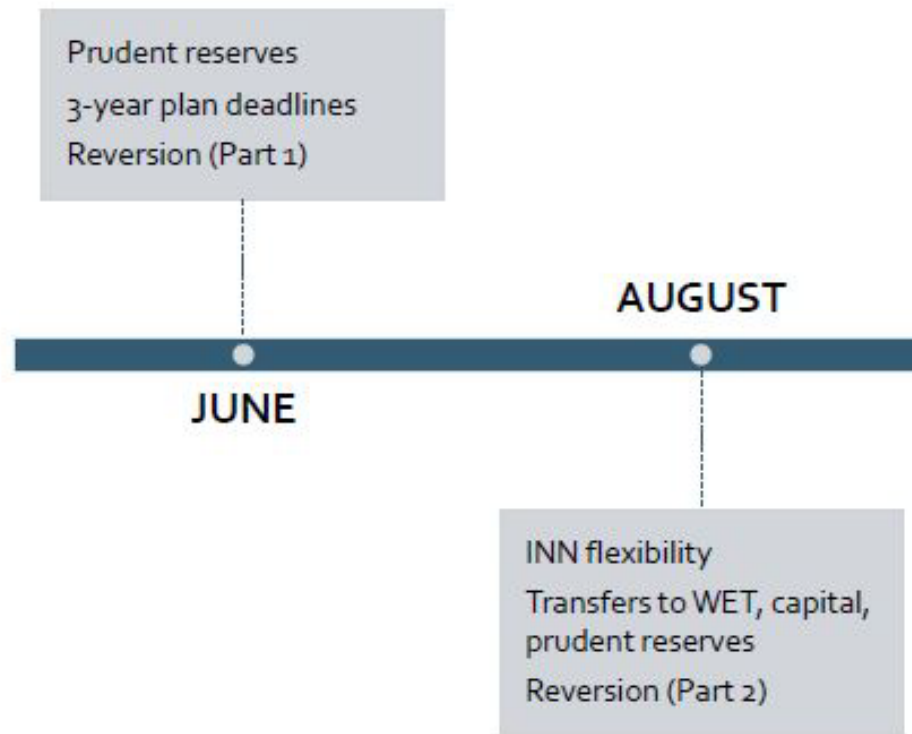 Prudent reserves
3-year plan deadlines
Reversion (Part 1)
AUGUST
JUNE
INN flexibility
Transfers to WET, capital,
prudent reserves
Reversion (Part 2)